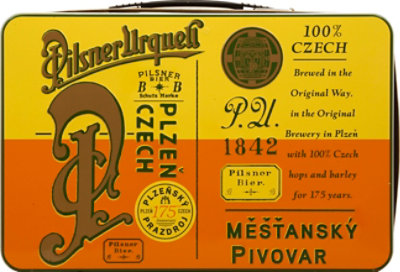 Pilsner Urquell
PILSNER
BIER
B B
Schutz Marke
PLZEŇ
CZECH
PLZEŇSKÝ
PLZEŇ 175 CZECH
PRAZDROJ
Pilsner
Bier.
P.U.
1842
Pilsner
Bier.
100%
CZECH
Brewed in the
Original Way,
in the Original
Brewery in Plzeň
with 100% Czech
hops and barley
for 175 years.
MĚŠŤANSKÝ
PIVOVAR